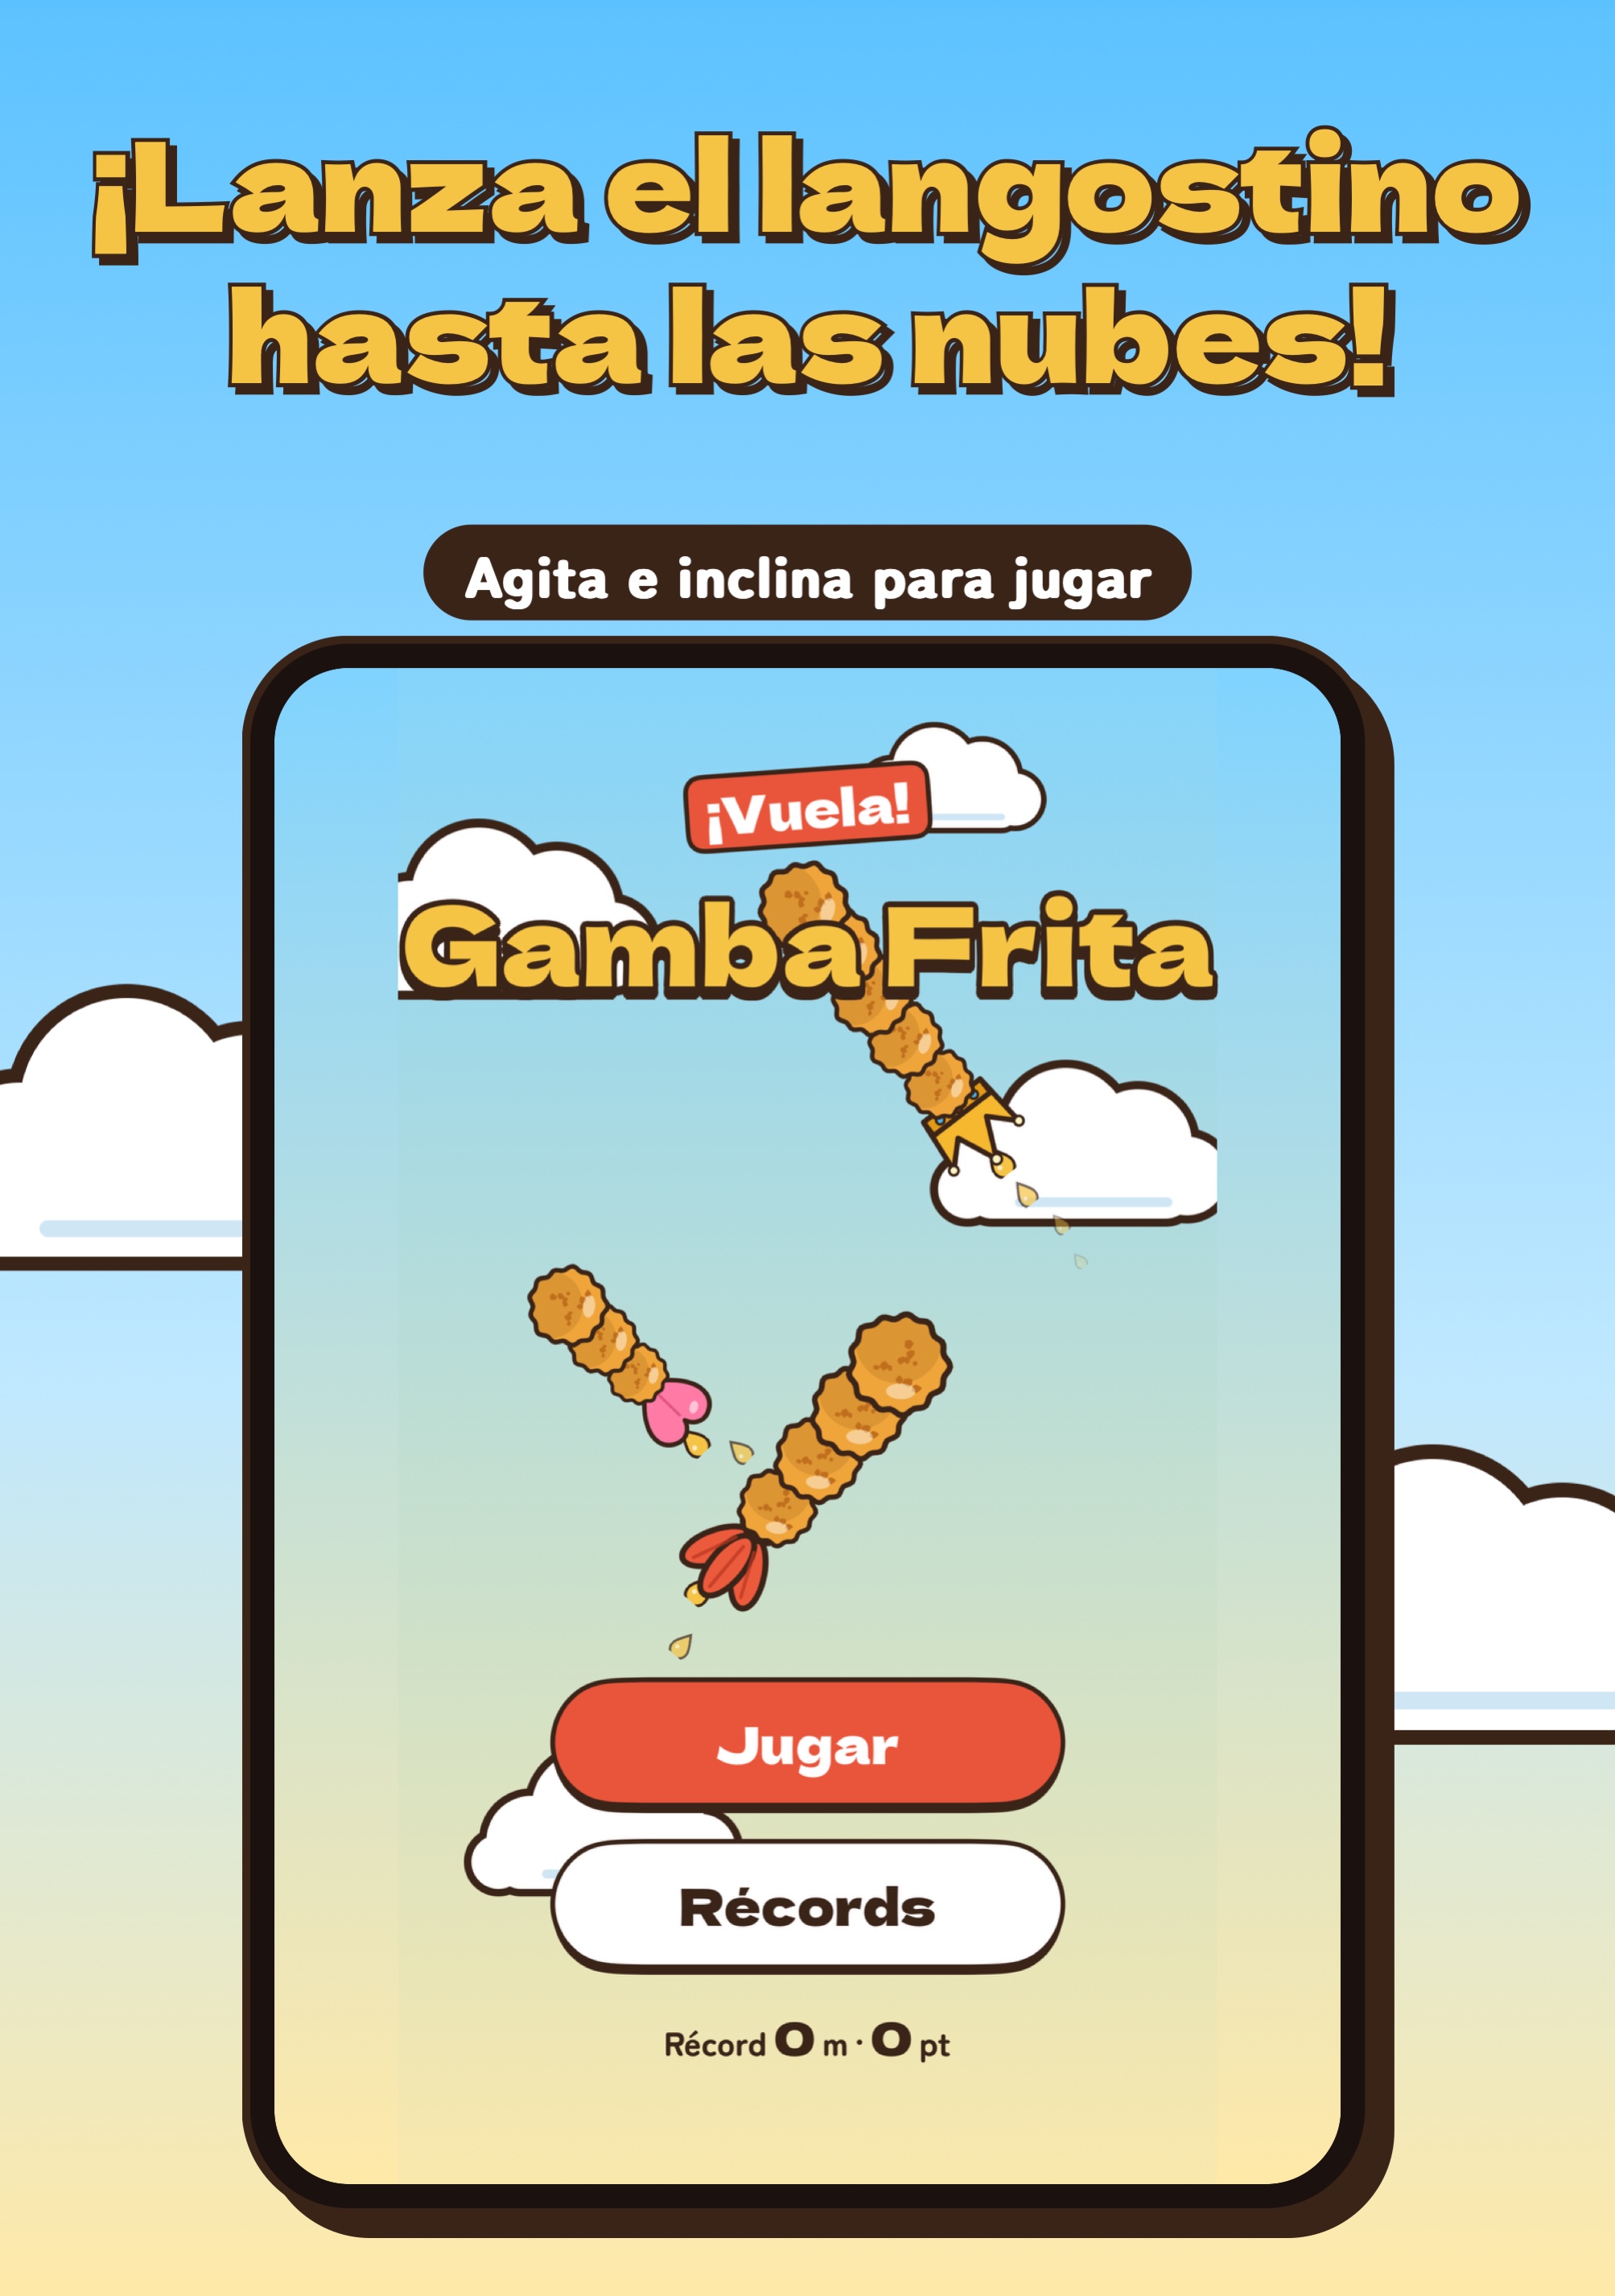 ¡Lanza el langostino
hasta las nubes!
Agita e inclina para jugar
¡Vuela!
Gamba Frita
Jugar
Récords
Récord 0 m · 0 pt